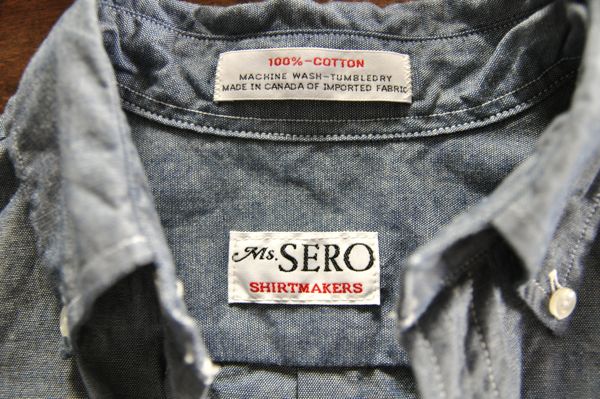 100%-COTTON
MACHINE WASH-TUMBLEDRY
MADE IN CANADA OF IMPORTED FABRIC
Ms. SERO
SHIRTMAKERS